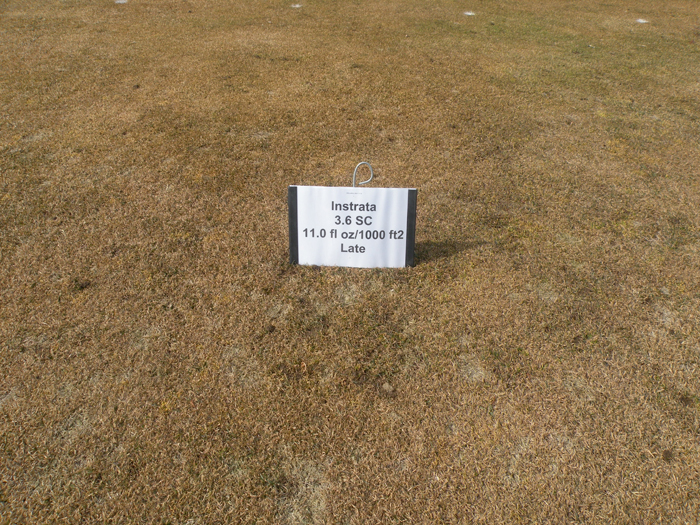 Instrata
3.6 SC
11.0 fl oz/1000 ft2
Late